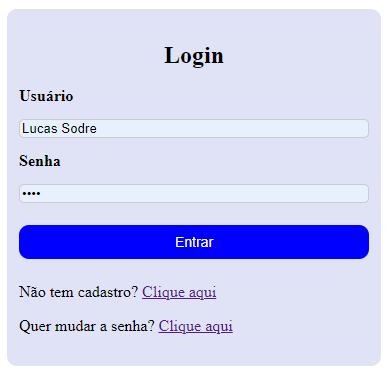 Login
Usuário
Lucas Sodre
Senha
••••
Entrar
Não tem cadastro? Clique aqui
Quer mudar a senha? Clique aqui